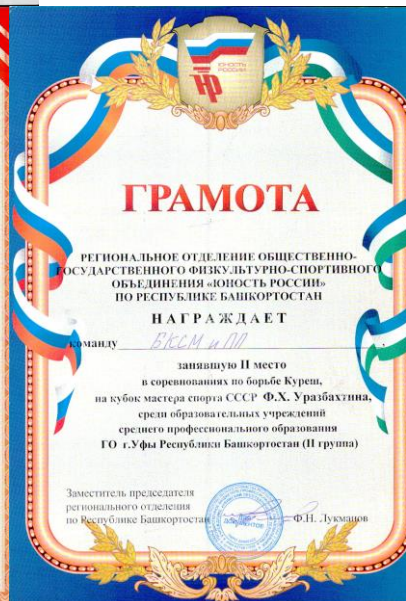 ЮНОСТЬ
РОССИИ
ГРАМОТА
РЕГИОНАЛЬНОЕ ОТДЕЛЕНИЕ ОБЩЕСТВЕННО-
ГОСУДАРСТВЕННОГО ФИЗКУЛЬТУРНО-СПОРТИВНОГО
ОБЪЕДИНЕНИЯ «ЮНОСТЬ РОССИИ»
ПО РЕСПУБЛИКЕ БАШКОРТОСТАН
НАГРАЖДАЕТ
команду БКСМ и ПП
занявшую II место
в соревнованиях по борьбе Куреш,
на кубок мастера спорта СССР Ф.Х. Уразбахтина,
среди образовательных учреждений
среднего профессионального образования
ГО г.Уфы Республики Башкортостан (II группа)
Заместитель председателя
регионального отделения
по Республике Башкортостан Ф.Н. Лукманов